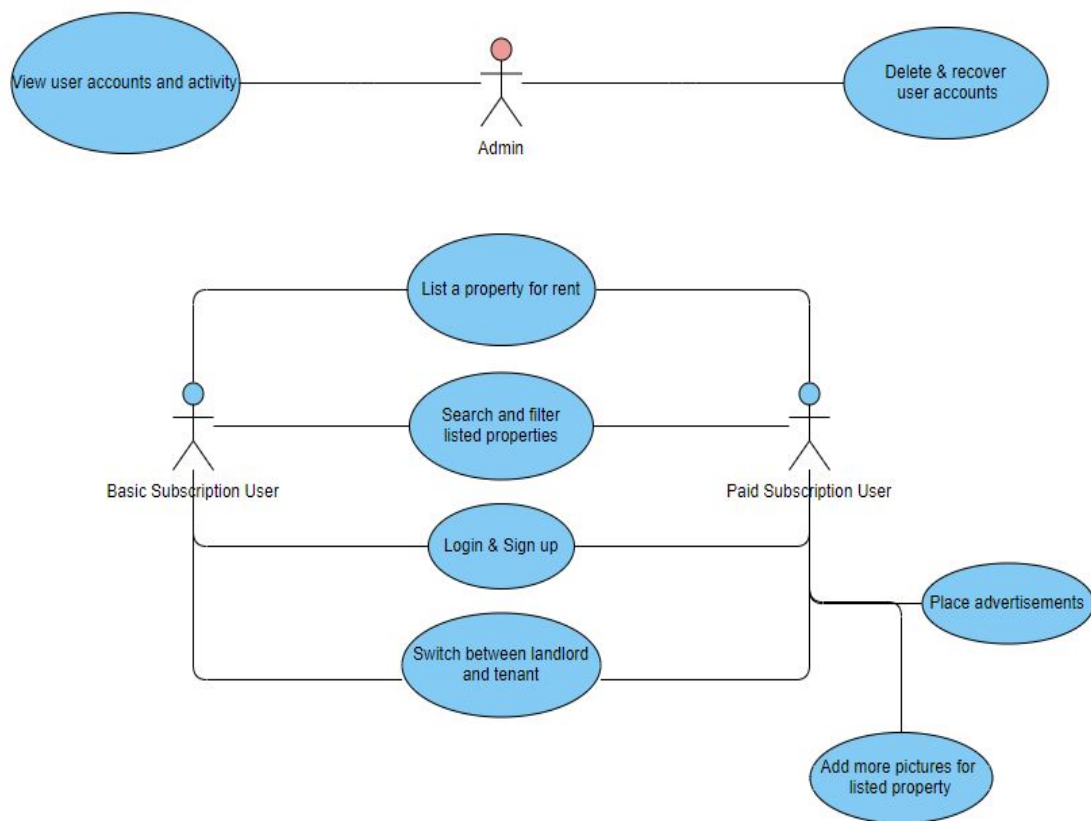 View user accounts and activity
Delete & recover
user accounts
Admin
List a property for rent
Search and filter
listed properties
Basic Subscription User
Paid Subscription User
Login & Sign up
Place advertisements
Switch between landlord
and tenant
Add more pictures for
listed property